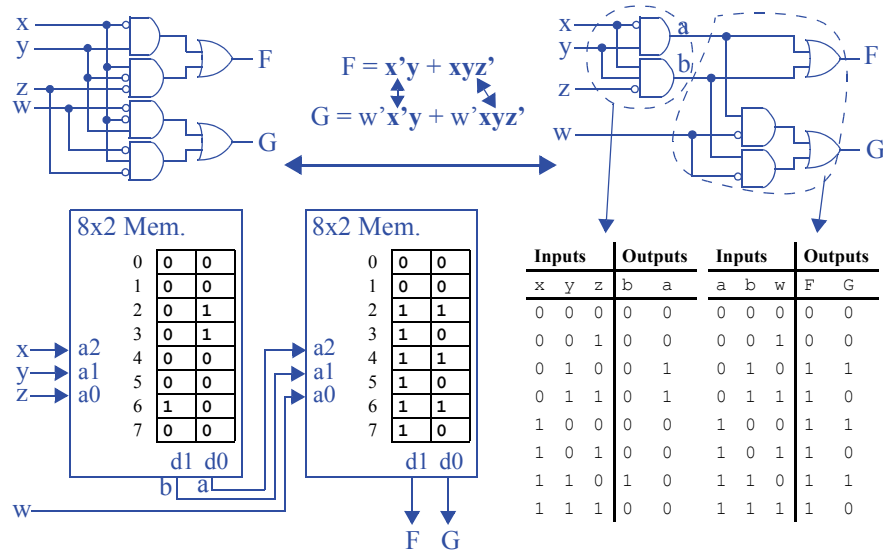 x
y
z
w
F
G
F = x'y + xyz'
G = w'x'y + w'xyz'
x
y
z
w
a
b
F
G
8x2 Mem.
0 0 0
1 0 0
2 0 1
3 0 1
4 0 0
5 0 0
6 1 0
7 0 0
x a2
y a1
z a0
d1 d0
b a
w
8x2 Mem.
0 0 0
1 0 0
2 1 1
3 1 0
4 1 1
5 1 0
6 1 1
7 1 0
a2
a1
a0
d1 d0
F G
Inputs Outputs
x y z b a
0 0 0 0 0
0 0 1 0 0
0 1 0 0 1
0 1 1 0 1
1 0 0 0 0
1 0 1 0 0
1 1 0 1 0
1 1 1 0 0
Inputs Outputs
a b w F G
0 0 0 0 0
0 0 1 0 0
0 1 0 1 1
0 1 1 1 0
1 0 0 1 1
1 0 1 1 0
1 1 0 1 1
1 1 1 1 0